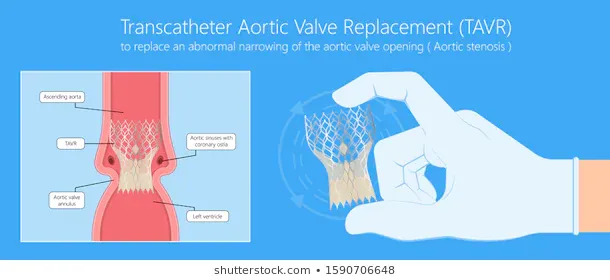 Transcatheter Aortic Valve Replacement (TAVR)
to replace an abnormal narrowing of the aortic valve opening ( Aortic stenosis )
Ascending aorta
TAVR
Aortic sinuses with
coronary ostia
Aortic valve
annulus
Left ventricle
shutterstock.com • 1590706648